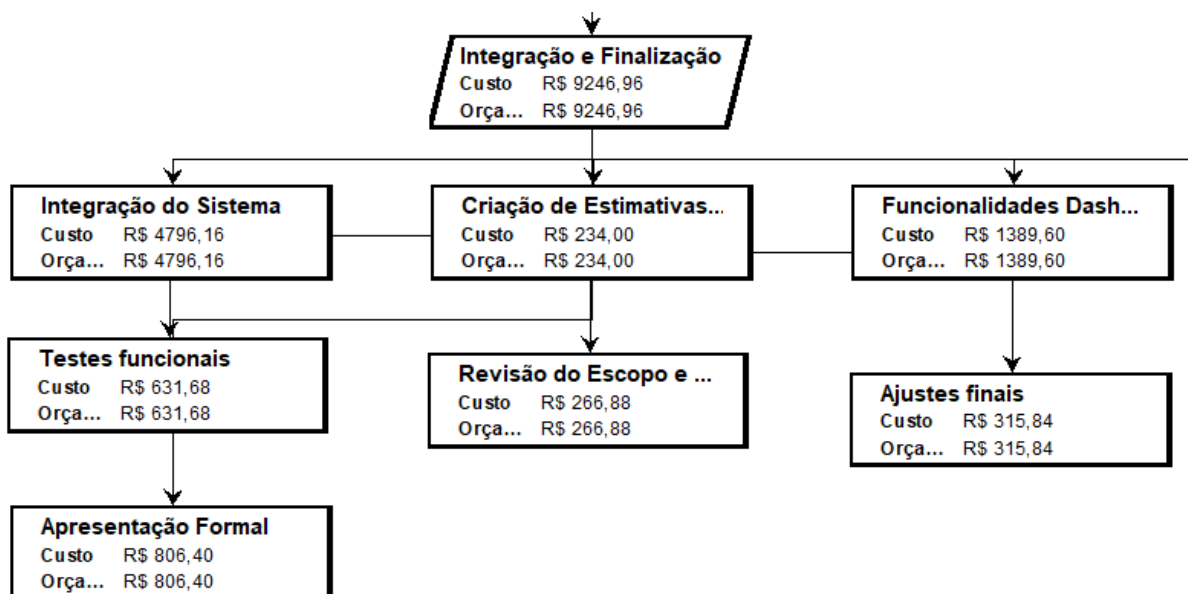 Integração e Finalização
Custo R$ 9246,96
Orça... R$ 9246,96
Integração do Sistema
Custo R$ 4796,16
Orça... R$ 4796,16
Criação de Estimativas...
Custo R$ 234,00
Orça... R$ 234,00
Funcionalidades Dash...
Custo R$ 1389,60
Orça... R$ 1389,60
Testes funcionais
Custo R$ 631,68
Orça... R$ 631,68
Revisão do Escopo e ...
Custo R$ 266,88
Orça... R$ 266,88
Ajustes finais
Custo R$ 315,84
Orça... R$ 315,84
Apresentação Formal
Custo R$ 806,40
Orça... R$ 806,40